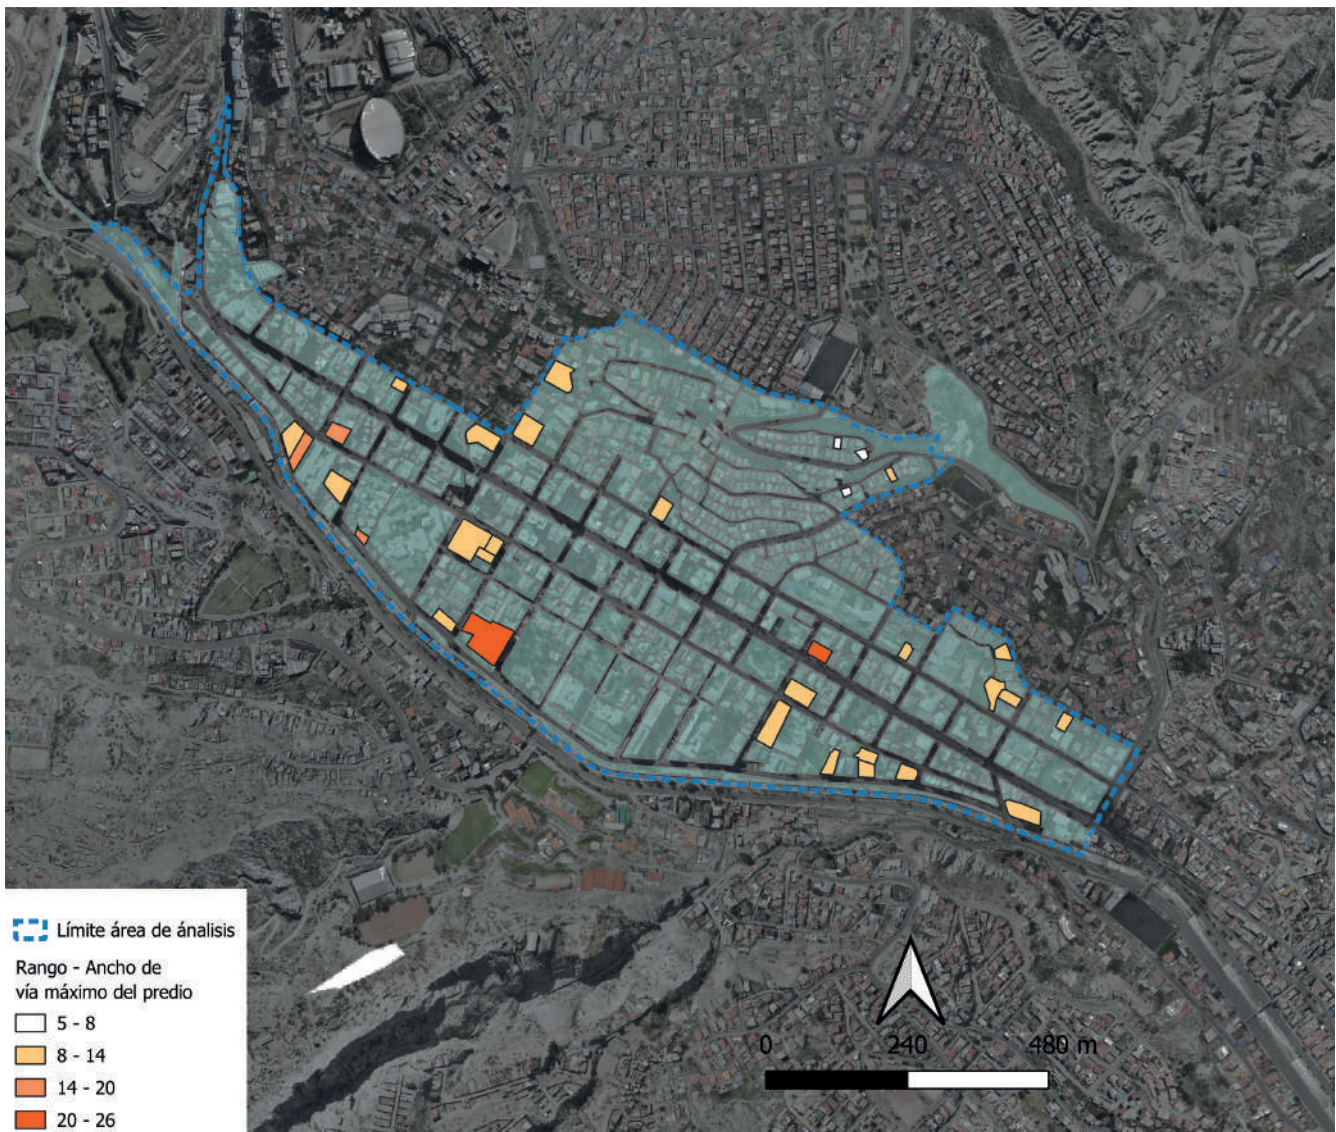 Límite área de ánalisis
Rango - Ancho de
vía máximo del predio
5 - 8
8 - 14
14 - 20
20 - 26
0 240 480 m